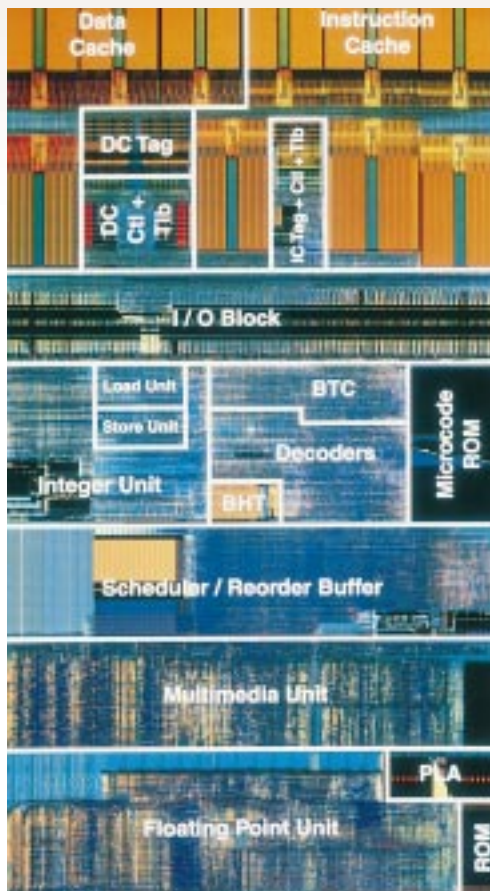 Data
Cache
Instruction
Cache
DC Tag
DC
Ctl +
Tlb
IC Tag + Ctl + Tlb
I / O Block
Load Unit
Store Unit
BTC
Decoders
Microcode
ROM
Integer Unit
BHT
Scheduler / Reorder Buffer
Multimedia Unit
PLA
Floating Point Unit
ROM